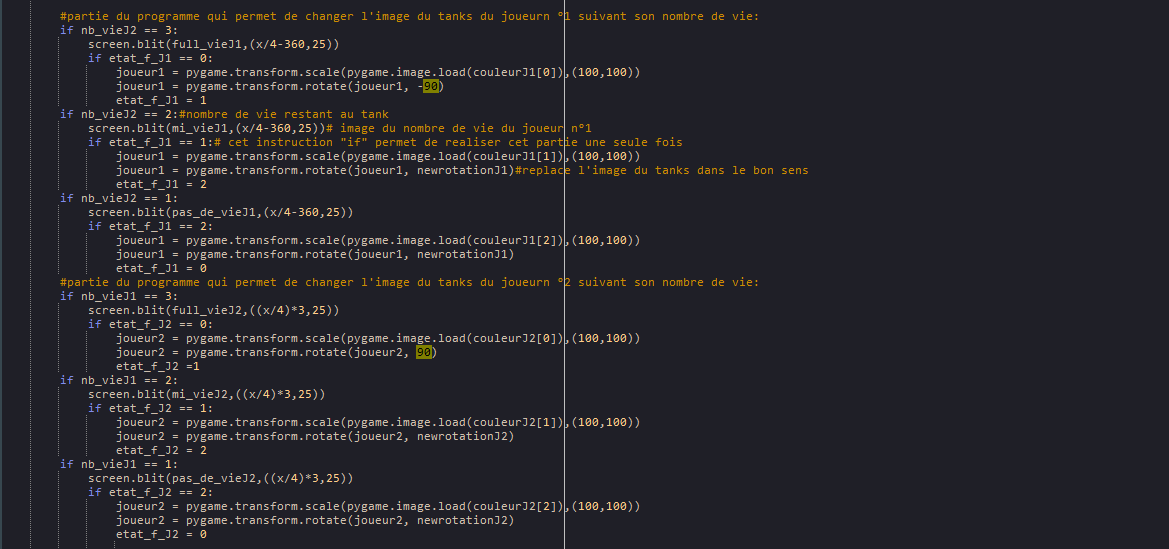 #partie du programme qui permet de changer l'image du tanks du joueurn °1 suivant son nombre de vie:
if nb_vieJ2 == 3:
screen.blit(full_vieJ1,(x/4-360,25))
if etat_f_J1 == 0:
joueur1 = pygame.transform.scale(pygame.image.load(couleurJ1[0]),(100,100))
joueur1 = pygame.transform.rotate(joueur1, -90)
etat_f_J1 = 1
if nb_vieJ2 == 2:#nombre de vie restant au tank
screen.blit(mi_vieJ1,(x/4-360,25))# image du nombre de vie du joueur n°1
if etat_f_J1 == 1:# cet instruction "if" permet de realiser cet partie une seule fois
joueur1 = pygame.transform.scale(pygame.image.load(couleurJ1[1]),(100,100))
joueur1 = pygame.transform.rotate(joueur1, newrotationJ1)#replace l'image du tanks dans le bon sens
etat_f_J1 = 2
if nb_vieJ2 == 1:
screen.blit(pas_de_vieJ1,(x/4-360,25))
if etat_f_J1 == 2:
joueur1 = pygame.transform.scale(pygame.image.load(couleurJ1[2]),(100,100))
joueur1 = pygame.transform.rotate(joueur1, newrotationJ1)
etat_f_J1 = 0
#partie du programme qui permet de changer l'image du tanks du joueurn °2 suivant son nombre de vie:
if nb_vieJ1 == 3:
screen.blit(full_vieJ2,((x/4)*3,25))
if etat_f_J2 == 0:
joueur2 = pygame.transform.scale(pygame.image.load(couleurJ2[0]),(100,100))
joueur2 = pygame.transform.rotate(joueur2, 90)
etat_f_J2 =1
if nb_vieJ1 == 2:
screen.blit(mi_vieJ2,((x/4)*3,25))
if etat_f_J2 == 1:
joueur2 = pygame.transform.scale(pygame.image.load(couleurJ2[1]),(100,100))
joueur2 = pygame.transform.rotate(joueur2, newrotationJ2)
etat_f_J2 = 2
if nb_vieJ1 == 1:
screen.blit(pas_de_vieJ2,((x/4)*3,25))
if etat_f_J2 == 2:
joueur2 = pygame.transform.scale(pygame.image.load(couleurJ2[2]),(100,100))
joueur2 = pygame.transform.rotate(joueur2, newrotationJ2)
etat_f_J2 = 0